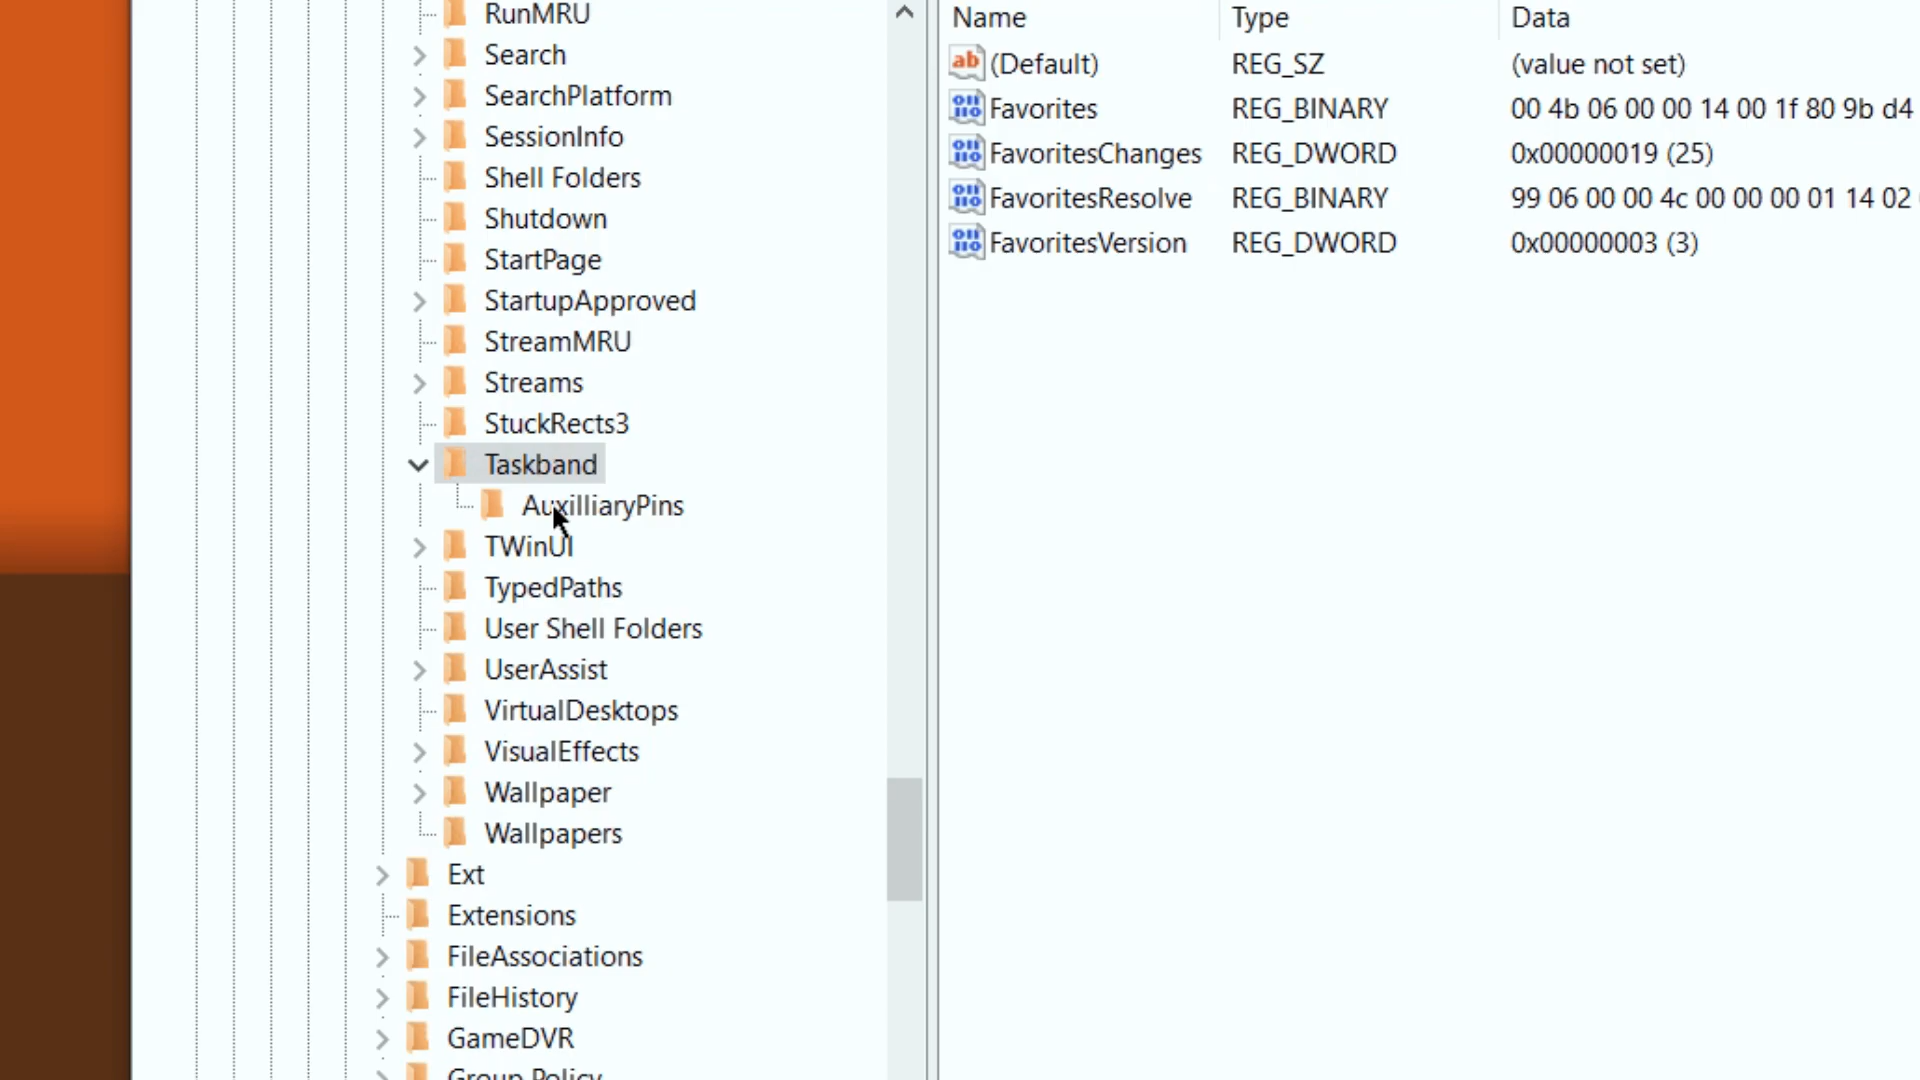 RunMRU
Search
SearchPlatform
SessionInfo
Shell Folders
Shutdown
StartPage
StartupApproved
StreamMRU
Streams
StuckRects3
Taskband
AuxilliaryPins
TWinUI
TypedPaths
User Shell Folders
UserAssist
VirtualDesktops
VisualEffects
Wallpaper
Wallpapers
Ext
Extensions
FileAssociations
FileHistory
GameDVR
Group Policy
Name Type Data
(Default) REG_SZ (value not set)
Favorites REG_BINARY 00 4b 06 00 00 14 00 1f 80 9b d4
FavoritesChanges REG_DWORD 0x00000019 (25)
FavoritesResolve REG_BINARY 99 06 00 00 4c 00 00 00 01 14 02
FavoritesVersion REG_DWORD 0x00000003 (3)